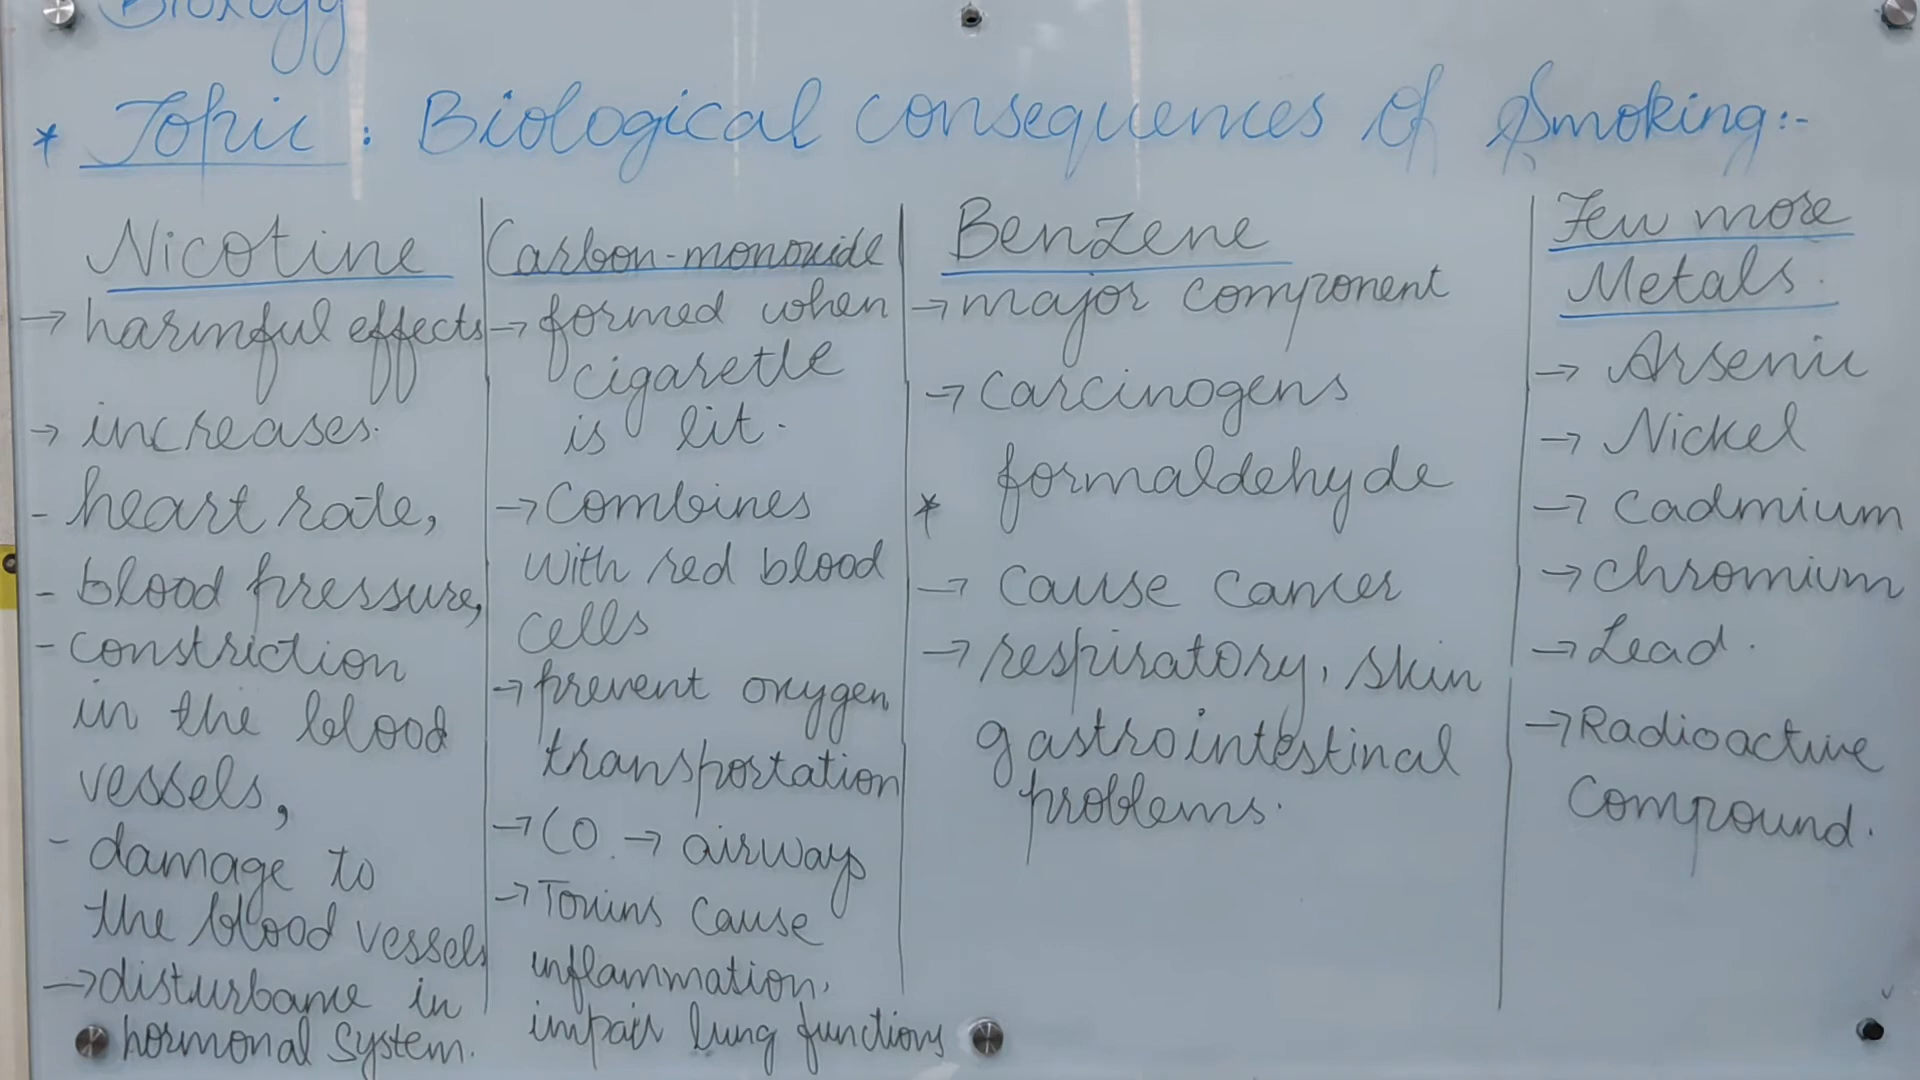 Biology
* Topic : Biological consequences of Smoking:-
Nicotine
→ harmful effects
→ increases.
- heart rate,
- blood pressure,
- constriction
in the blood
vessels,
- damage to
the blood vessels
→ disturbance in
hormonal System.
Carbon-monoxide
→ formed when
cigarette
is lit.
→ Combines
with red blood
cells
→ prevent oxygen
transportation
→ CO. → airways
→ Toxins cause
inflammation,
impair lung functions
Benzene
→ major component
→ Carcinogens
* formaldehyde
→ cause cancer
→ respiratory, skin
gastrointestinal
problems.
Few more
Metals.
→ Arsenic
→ Nickel
→ Cadmium
→ Chromium
→ Lead.
→ Radioactive
Compound.